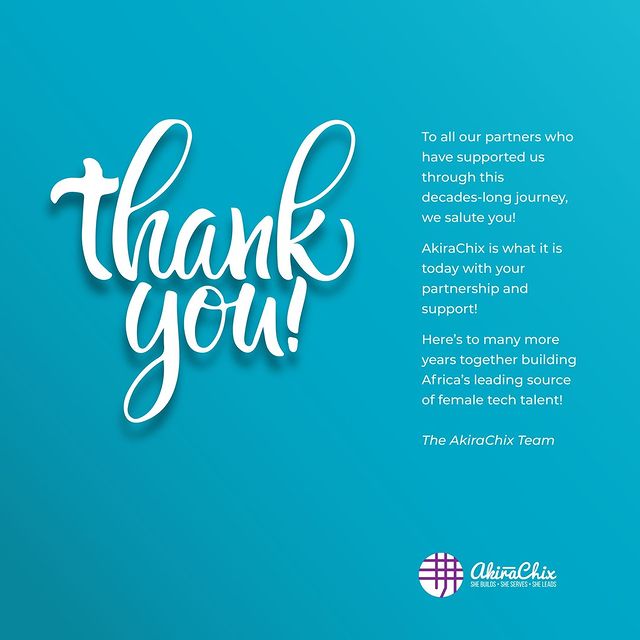 thank
you!
To all our partners who
have supported us
through this
decades-long journey,
we salute you!
AkiraChix is what it is
today with your
partnership and
support!
Here's to many more
years together building
Africa's leading source
of female tech talent!
The AkiraChix Team
AkiraChix
SHE BUILDS • SHE SERVES • SHE LEADS